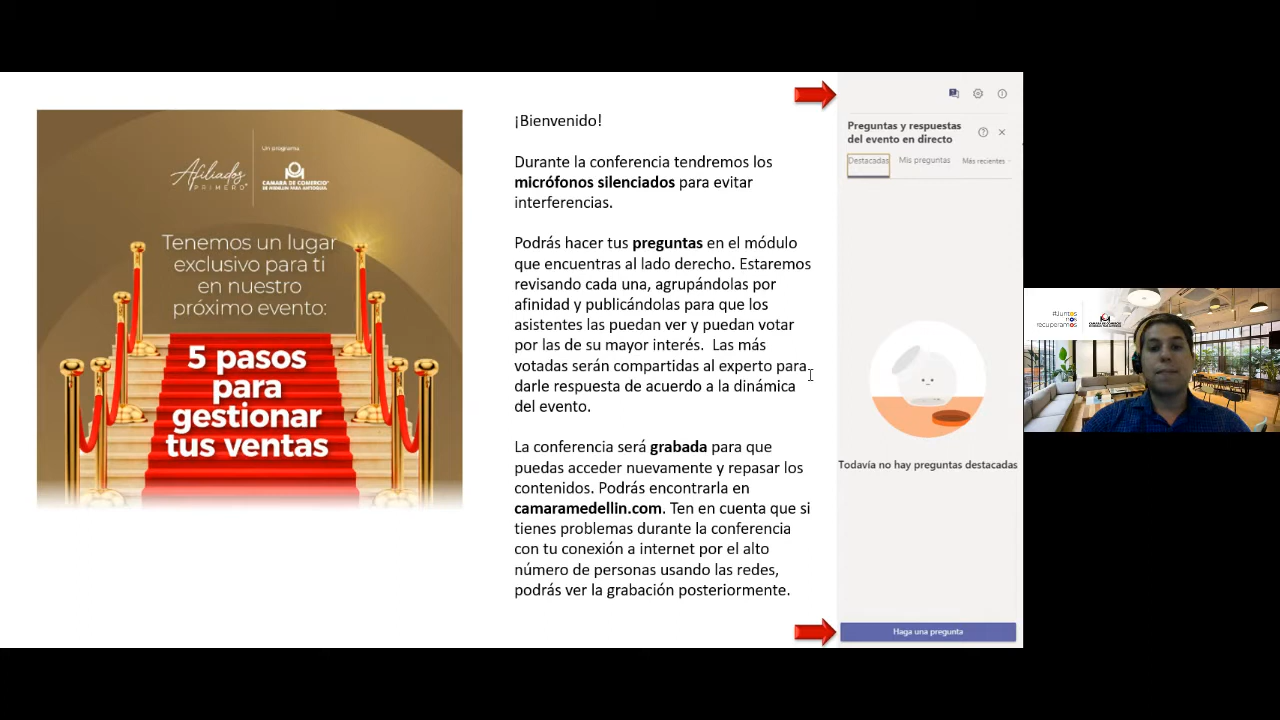 Un programa
Afiliados
PRIMERO
CÁMARA DE COMERCIO
DE MEDELLÍN PARA ANTIOQUIA
Tenemos un lugar
exclusivo para ti
en nuestro
próximo evento:
5 pasos
para
gestionar
tus ventas
¡Bienvenido!
Durante la conferencia tendremos los
micrófonos silenciados para evitar
interferencias.
Podrás hacer tus preguntas en el módulo
que encuentras al lado derecho. Estaremos
revisando cada una, agrupándolas por
afinidad y publicándolas para que los
asistentes las puedan ver y puedan votar
por las de su mayor interés.  Las más
votadas serán compartidas al experto para
darle respuesta de acuerdo a la dinámica
del evento.
La conferencia será grabada para que
puedas acceder nuevamente y repasar los
contenidos. Podrás encontrarla en
camaramedellin.com. Ten en cuenta que si
tienes problemas durante la conferencia
con tu conexión a internet por el alto
número de personas usando las redes,
podrás ver la grabación posteriormente.
Preguntas y respuestas
del evento en directo
Destacadas Mis preguntas Más recientes
Todavía no hay preguntas destacadas
Haga una pregunta
#Juntos
nos
recuperamos